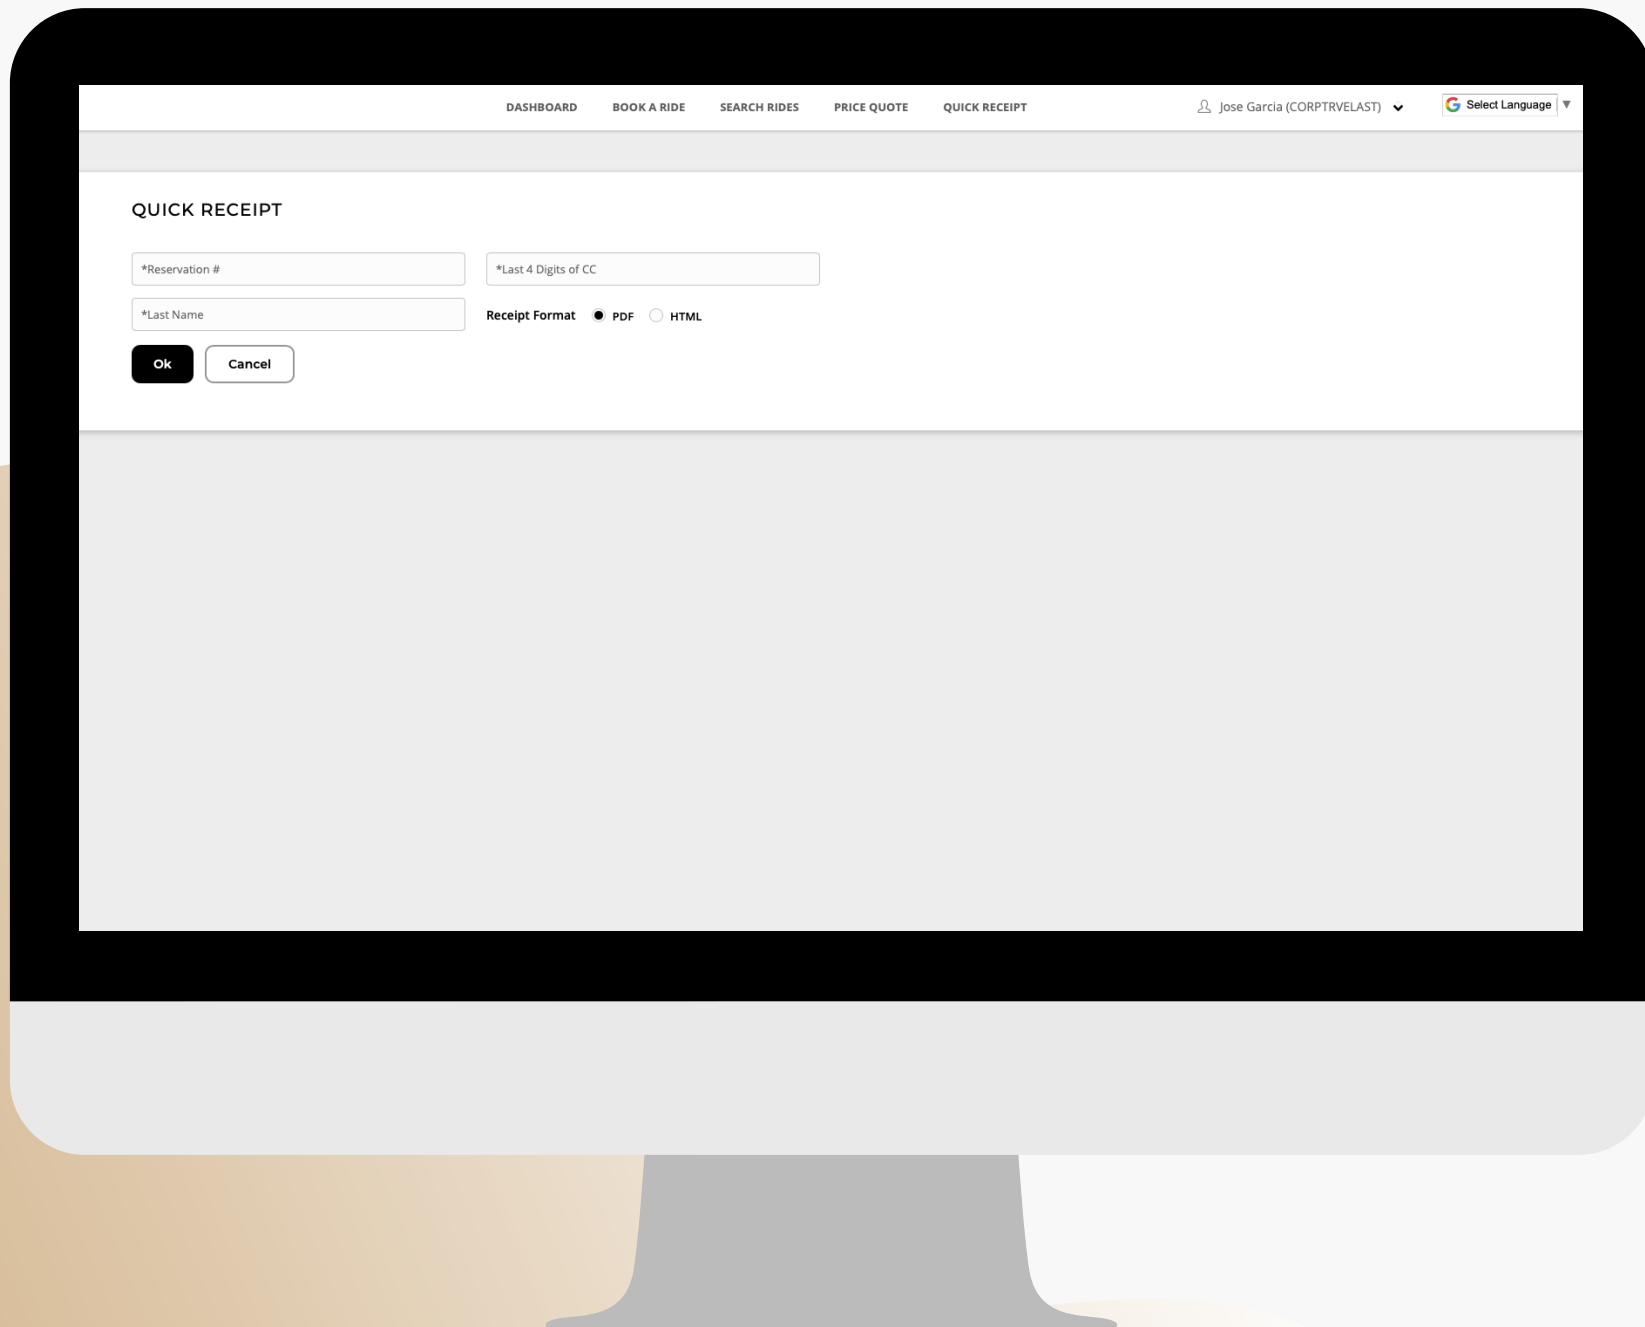 DASHBOARD BOOK A RIDE SEARCH RIDES PRICE QUOTE QUICK RECEIPT Jose Garcia (CORPTRVELAST) Select Language ▼
QUICK RECEIPT
*Reservation # *Last 4 Digits of CC
*Last Name Receipt Format PDF HTML
Ok Cancel